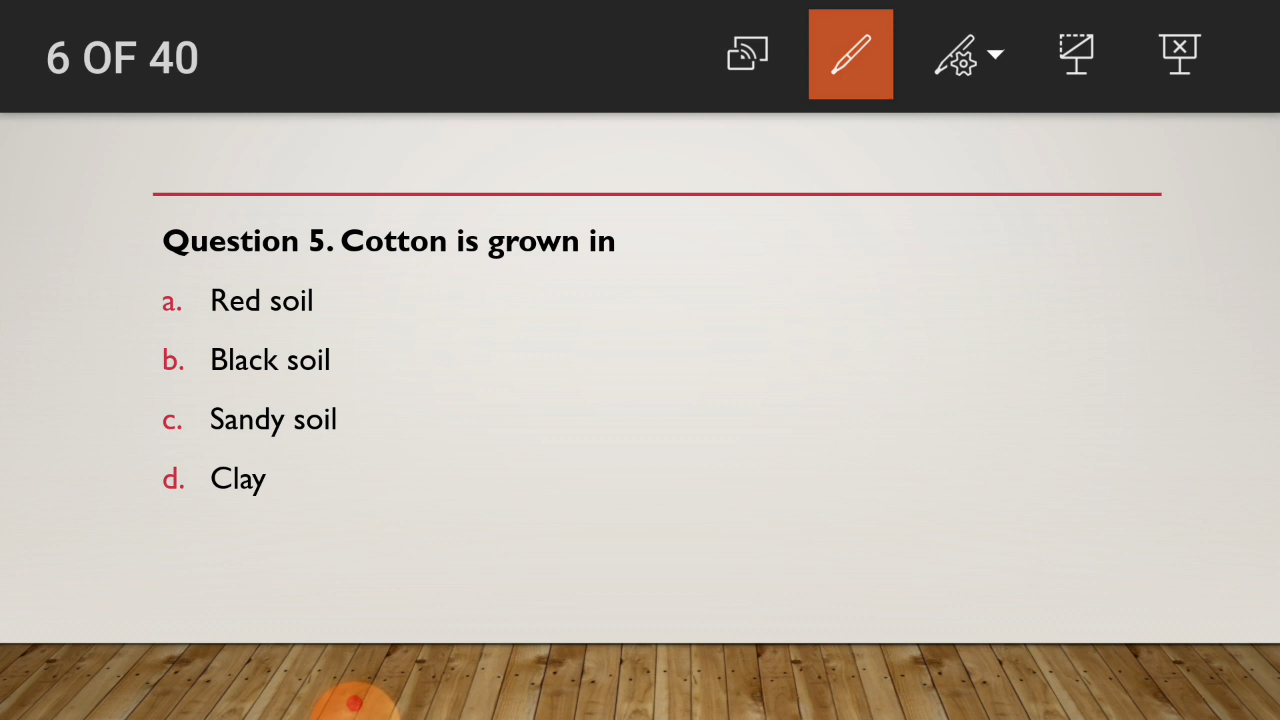 6 OF 40
Question 5. Cotton is grown in
a. Red soil
b. Black soil
c. Sandy soil
d. Clay